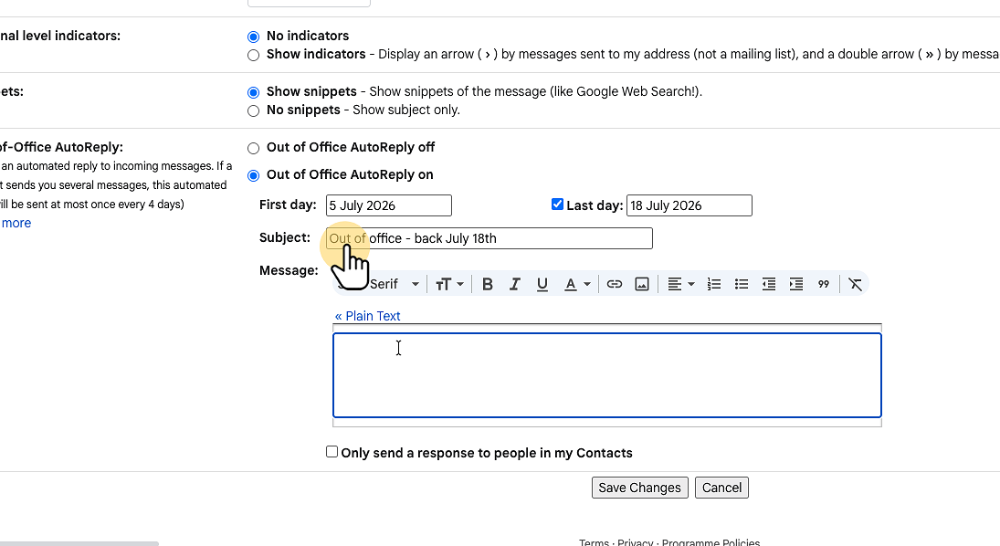 nal level indicators:
No indicators
Show indicators - Display an arrow ( › ) by messages sent to my address (not a mailing list), and a double arrow ( » ) by messa
ets:
Show snippets - Show snippets of the message (like Google Web Search!).
No snippets - Show subject only.
of-Office AutoReply:
an automated reply to incoming messages. If a
t sends you several messages, this automated
ill be sent at most once every 4 days)
more
Out of Office AutoReply off
Out of Office AutoReply on
First day: 5 July 2026 Last day: 18 July 2026
Subject: Out of office - back July 18th
Message:
Serif
« Plain Text
Only send a response to people in my Contacts
Save Changes Cancel
Terms · Privacy · Programme Policies